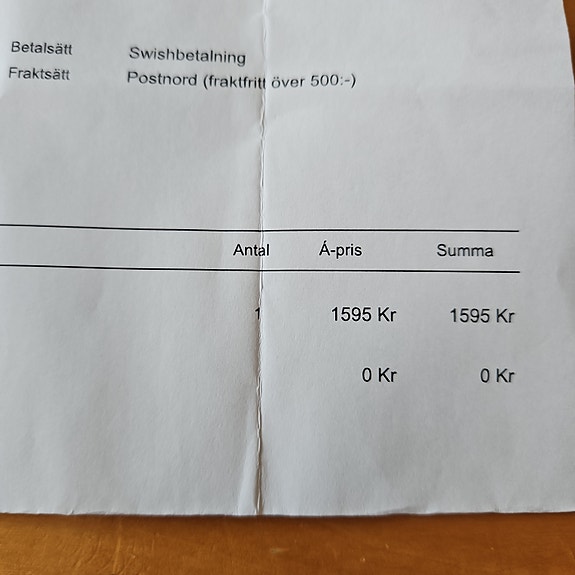 Betalsätt Swishbetalning
Fraktsätt Postnord (fraktfritt över 500:-)
Antal Á-pris Summa
1 1595 Kr 1595 Kr
0 Kr 0 Kr